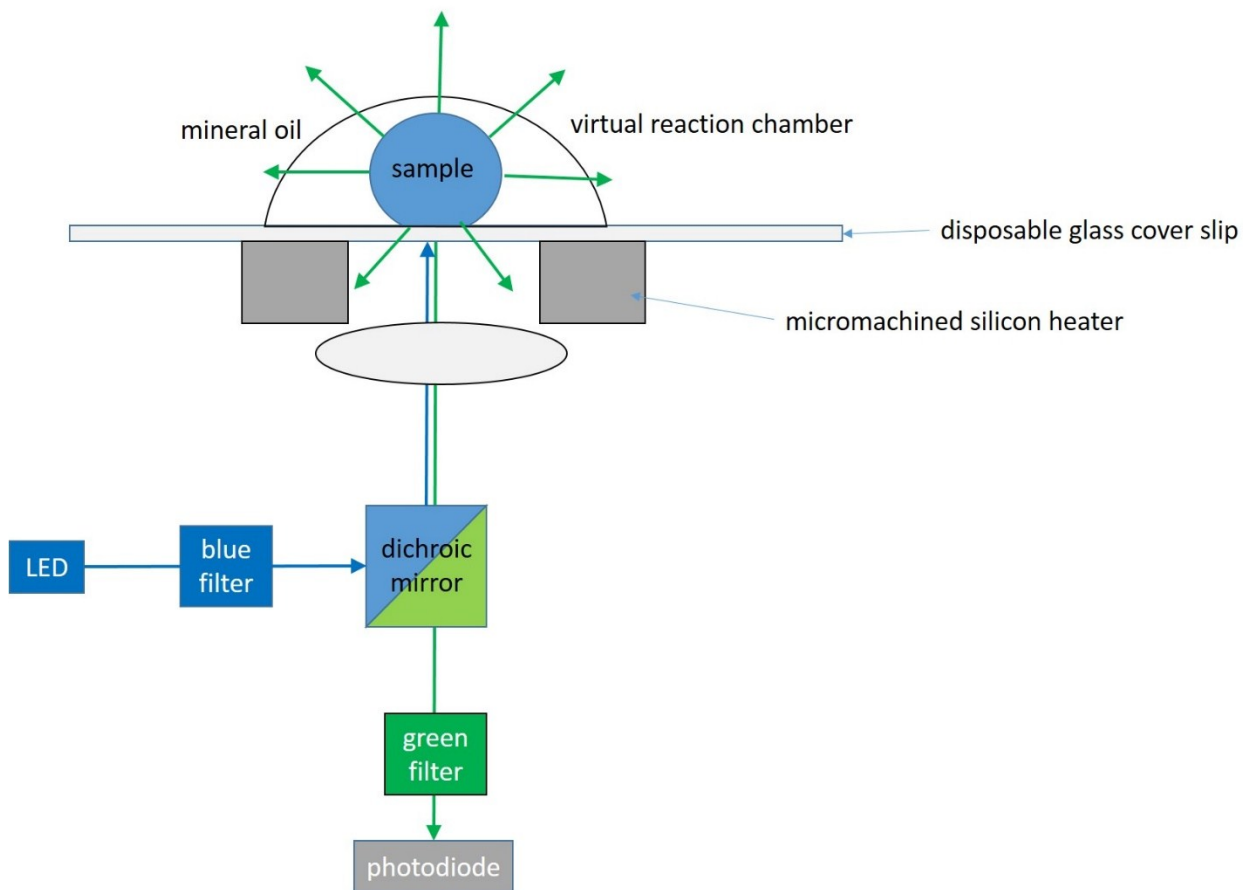 mineral oil
virtual reaction chamber
sample
disposable glass cover slip
micromachined silicon heater
LED
blue
filter
dichroic
mirror
green
filter
photodiode